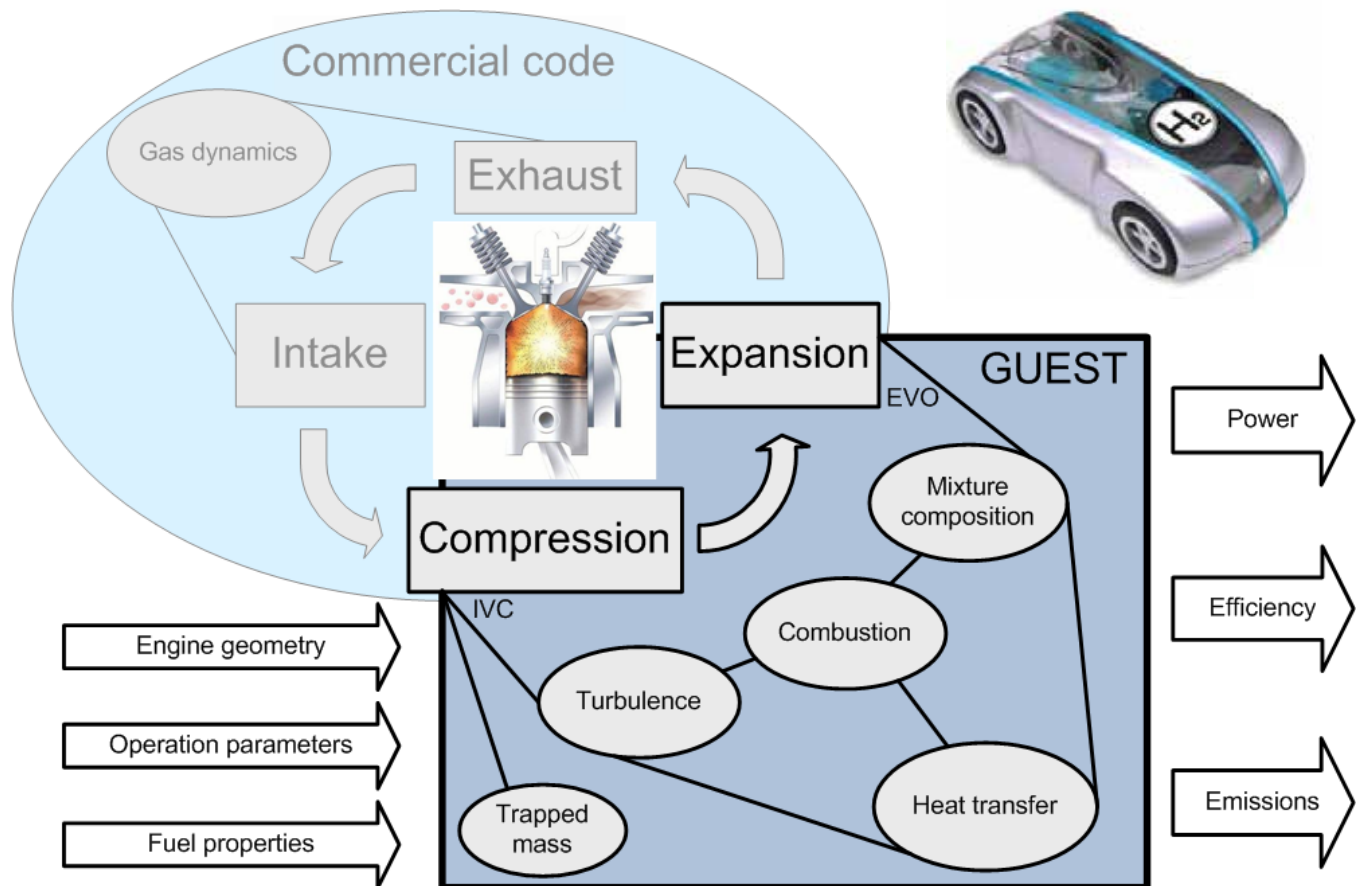 Commercial code
Gas dynamics
Exhaust
H2
Intake
Expansion
GUEST
EVO
Power
Mixture
composition
Compression
IVC
Combustion
Efficiency
Engine geometry
Turbulence
Operation parameters
Heat transfer
Emissions
Trapped
mass
Fuel properties